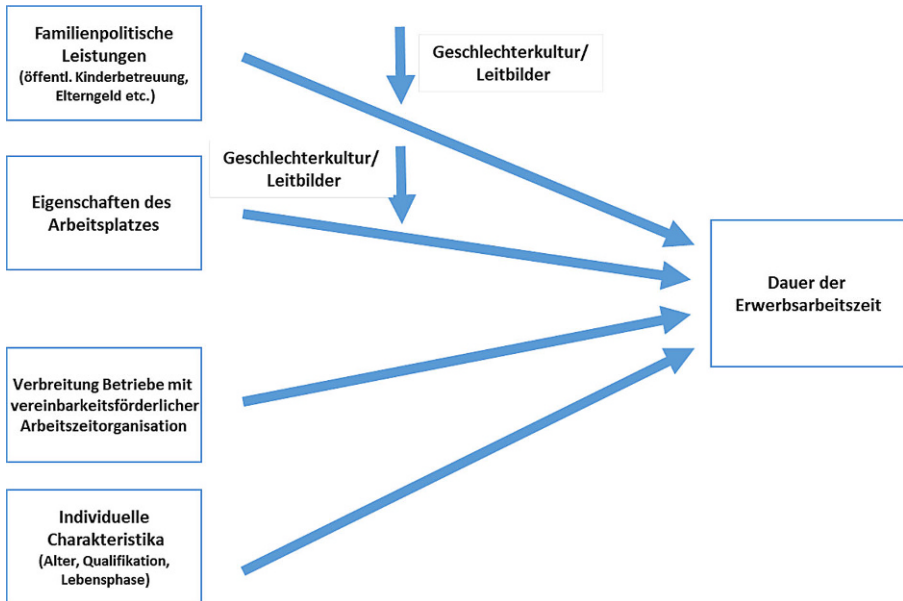 Familienpolitische
Leistungen
(öffentl. Kinderbetreuung,
Elterngeld etc.)
Geschlechterkultur/
Leitbilder
Geschlechterkultur/
Leitbilder
Eigenschaften des
Arbeitsplatzes
Dauer der
Erwerbsarbeitszeit
Verbreitung Betriebe mit
vereinbarkeitsförderlicher
Arbeitszeitorganisation
Individuelle
Charakteristika
(Alter, Qualifikation,
Lebensphase)